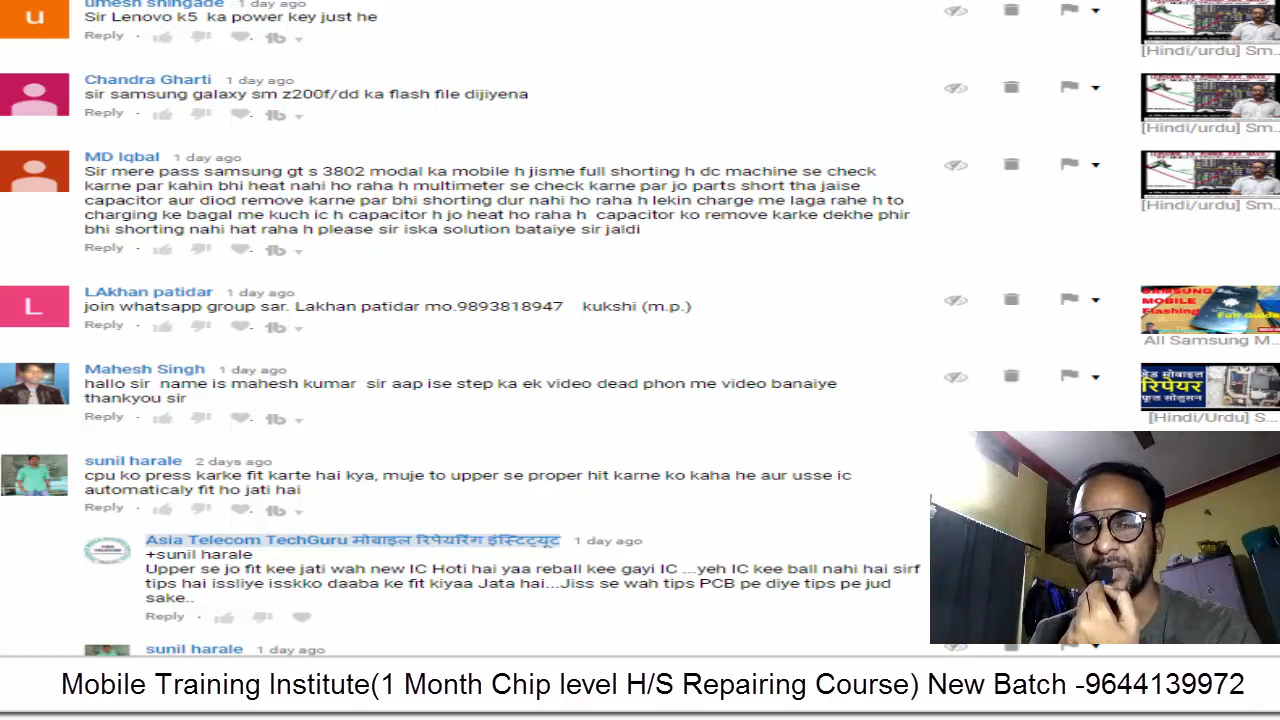 umesh shingade 1 day ago
Sir Lenovo k5 ka power key just he
Reply
[Hindi/urdu] Sm...
Chandra Gharti 1 day ago
sir samsung galaxy sm z200f/dd ka flash file dijiyena
Reply
[Hindi/urdu] Sm...
MD Iqbal 1 day ago
Sir mere pass samsung gt s 3802 modal ka mobile h jisme full shorting h dc machine se check
karne par kahin bhi heat nahi ho raha h multimeter se check karne par jo parts short tha jaise
capacitor aur diod remove karne par bhi shorting dur nahi ho raha h lekin charge me laga rahe h to
charging ke bagal me kuch ic h capacitor h jo heat ho raha h capacitor ko remove karke dekhe phir
bhi shorting nahi hat raha h please sir iska solution bataiye sir jaldi
Reply
[Hindi/urdu] Sm...
LAkhan patidar 1 day ago
join whatsapp group sar. Lakhan patidar mo.9893818947 kukshi (m.p.)
Reply
SAMSUNG
MOBILE
Flashing
Full Guide
All Samsung M...
Mahesh Singh 1 day ago
hallo sir name is mahesh kumar sir aap ise step ka ek video dead phon me video banaiye
thankyou sir
Reply
डेड मोबाइल
रिपेयर
फूल सोलुसन
[Hindi/Urdu] S...
sunil harale 2 days ago
cpu ko press karke fit karte hai kya, muje to upper se proper hit karne ko kaha he aur usse ic
automaticaly fit ho jati hai
Reply
Asia Telecom TechGuru मोबाइल रिपेयरिंग इंस्टिट्यूट 1 day ago
+sunil harale
Upper se jo fit kee jati wah new IC Hoti hai yaa reball kee gayi IC ...yeh IC kee ball nahi hai sirf
tips hai issliye isskko daaba ke fit kiyaa Jata hai...Jiss se wah tips PCB pe diye tips pe jud
sake..
Reply
sunil harale 1 day ago
Mobile Training Institute(1 Month Chip level H/S Repairing Course) New Batch -9644139972